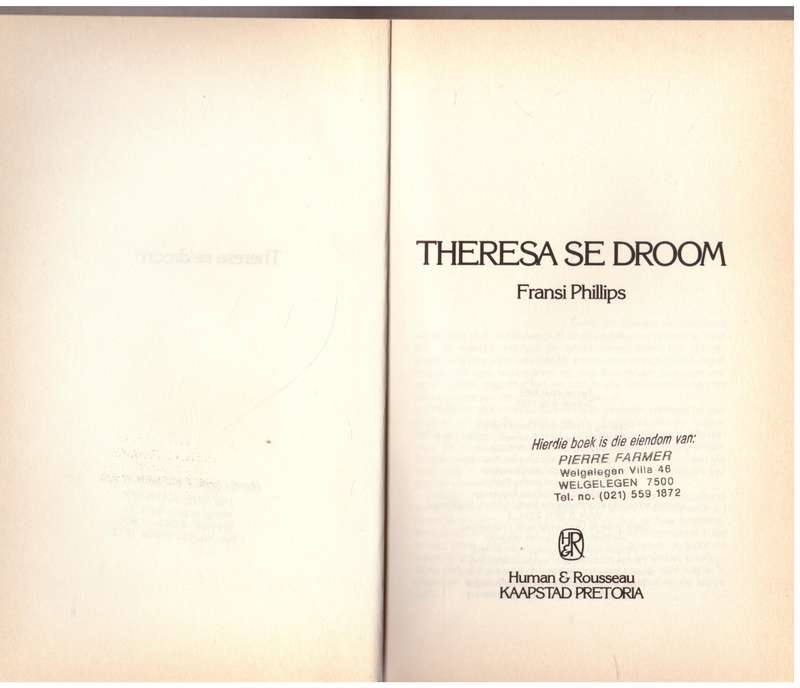 THERESA SE DROOM
Fransi Phillips
Hierdie boek is die eiendom van:
PIERRE FARMER
Welgelegen Villa 46
WELGELEGEN 7500
Tel. no. (021) 559 1872
H&R
Human & Rousseau
KAAPSTAD PRETORIA